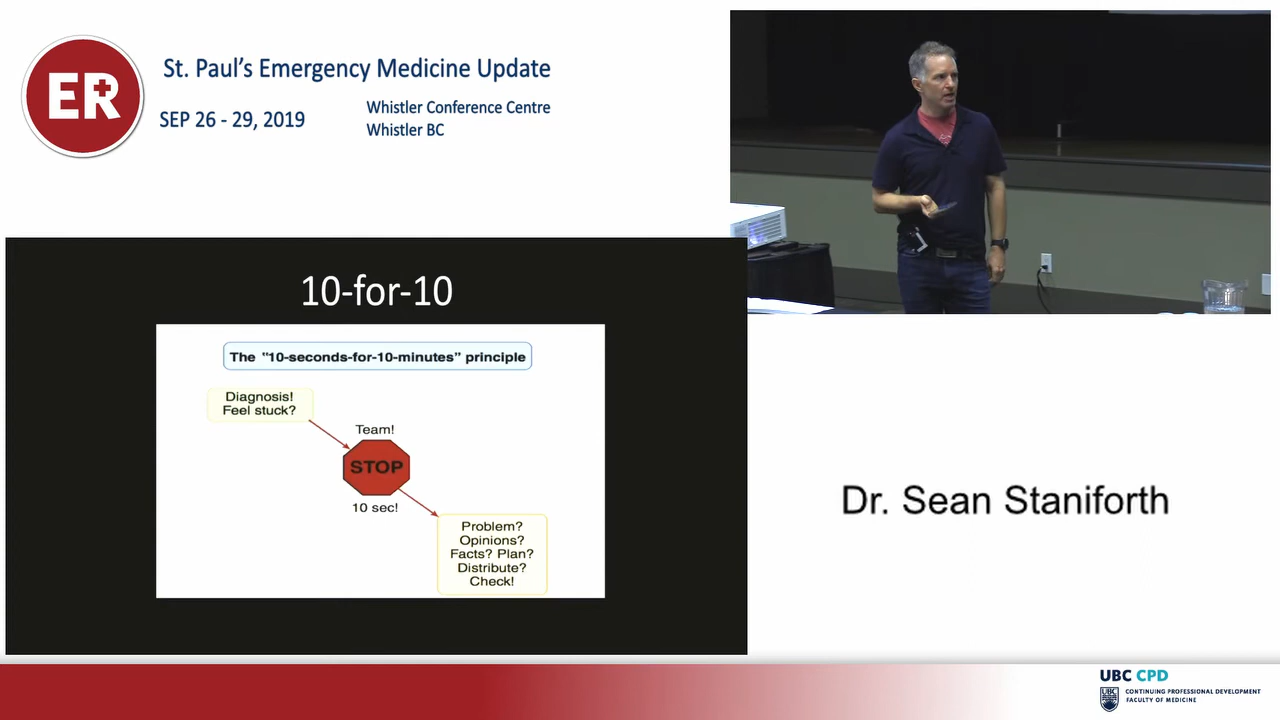 ER
St. Paul's Emergency Medicine Update
SEP 26 - 29, 2019
Whistler Conference Centre
Whistler BC
10-for-10
The "10-seconds-for-10-minutes" principle
Diagnosis!
Feel stuck?
Team!
STOP
10 sec!
Problem?
Opinions?
Facts? Plan?
Distribute?
Check!
Dr. Sean Staniforth
UBC CPD
UBC
CONTINUING PROFESSIONAL DEVELOPMENT
FACULTY OF MEDICINE